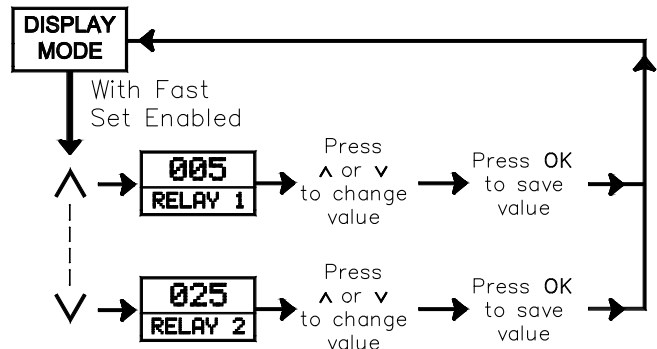 DISPLAY
MODE
With Fast
Set Enabled
005
RELAY 1
Press
∧ or ∨
to change
value
Press OK
to save
value
025
RELAY 2
Press
∧ or ∨
to change
value
Press OK
to save
value